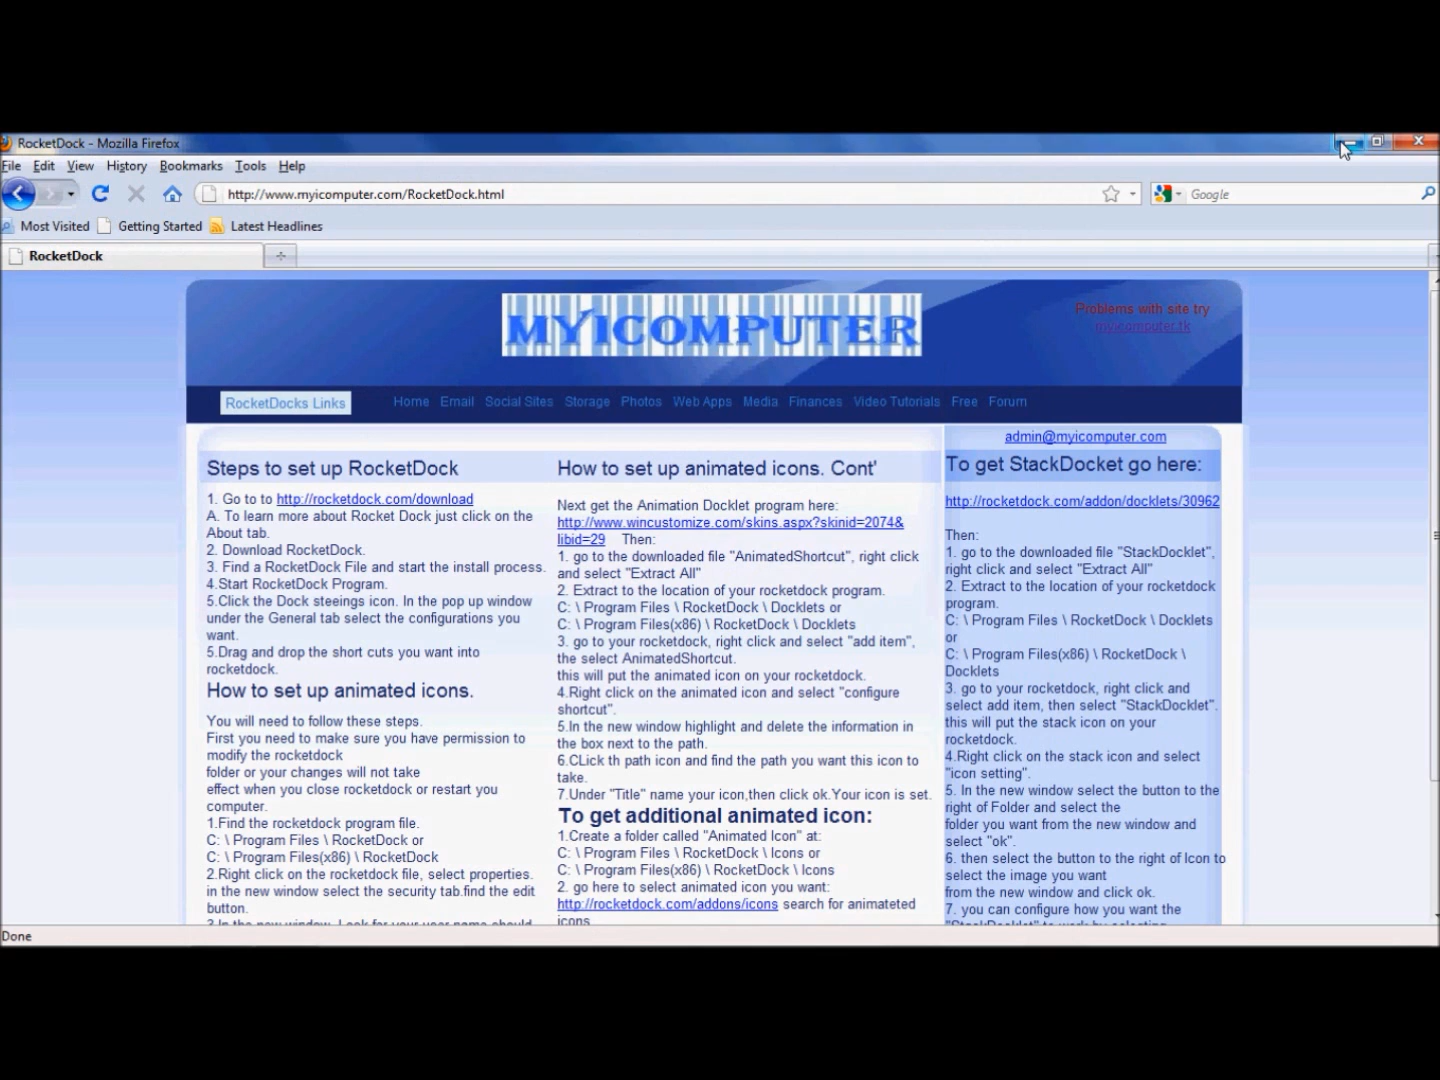 RocketDock - Mozilla Firefox
File Edit View History Bookmarks Tools Help
http://www.myicomputer.com/RocketDock.html
Google
Most Visited Getting Started Latest Headlines
RocketDock
MYICOMPUTER
Problems with site try
myicomputer.tk
RocketDocks Links
Home Email Social Sites Storage Photos Web Apps Media Finances Video Tutorials Free Forum
Steps to set up RocketDock
1. Go to to http://rocketdock.com/download
A. To learn more about Rocket Dock just click on the
About tab.
2. Download RocketDock.
3. Find a RocketDock File and start the install process.
4.Start RocketDock Program.
5.Click the Dock steeings icon. In the pop up window
under the General tab select the configurations you
want.
5.Drag and drop the short cuts you want into
rocketdock.
How to set up animated icons.
You will need to follow these steps.
First you need to make sure you have permission to
modify the rocketdock
folder or your changes will not take
effect when you close rocketdock or restart you
computer.
1.Find the rocketdock program file.
C: \ Program Files \ RocketDock or
C: \ Program Files(x86) \ RocketDock
2.Right click on the rocketdock file, select properties.
in the new window select the security tab.find the edit
button.
3.In the new window, Look for your user name should
How to set up animated icons. Cont'
Next get the Animation Docklet program here:
http://www.wincustomize.com/skins.aspx?skinid=2074&
libid=29 Then:
1. go to the downloaded file "AnimatedShortcut", right click
and select "Extract All"
2. Extract to the location of your rocketdock program.
C: \ Program Files \ RocketDock \ Docklets or
C: \ Program Files(x86) \ RocketDock \ Docklets
3. go to your rocketdock, right click and select "add item",
the select AnimatedShortcut.
this will put the animated icon on your rocketdock.
4.Right click on the animated icon and select "configure
shortcut".
5.In the new window highlight and delete the information in
the box next to the path.
6.CLick th path icon and find the path you want this icon to
take.
7.Under "Title" name your icon,then click ok.Your icon is set.
To get additional animated icon:
1.Create a folder called "Animated Icon" at:
C: \ Program Files \ RocketDock \ Icons or
C: \ Program Files(x86) \ RocketDock \ Icons
2. go here to select animated icon you want:
http://rocketdock.com/addons/icons search for animateted
icons
admin@myicomputer.com
To get StackDocket go here:
http://rocketdock.com/addon/docklets/30962
Then:
1. go to the downloaded file "StackDocklet",
right click and select "Extract All"
2. Extract to the location of your rocketdock
program.
C: \ Program Files \ RocketDock \ Docklets
or
C: \ Program Files(x86) \ RocketDock \
Docklets
3. go to your rocketdock, right click and
select add item, then select "StackDocklet".
this will put the stack icon on your
rocketdock.
4.Right click on the stack icon and select
"icon setting".
5. In the new window select the button to the
right of Folder and select the
folder you want from the new window and
select "ok".
6. then select the button to the right of Icon to
select the image you want
from the new window and click ok.
7. you can configure how you want the
"StackDocklet" to work by selecting
Done